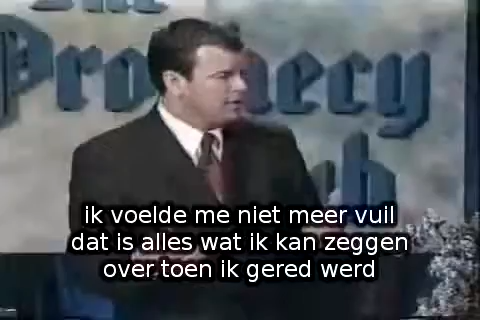 The
Prophecy
ik voelde me niet meer vuil
dat is alles wat ik kan zeggen
over toen ik gered werd